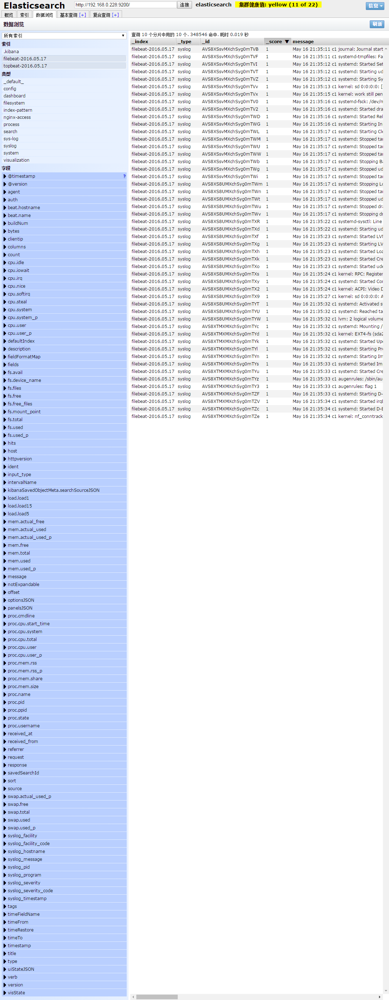 Elasticsearch http://192.168.0.228:9200/ 连接 elasticsearch 集群健康值: yellow (11 of 22) 信息
概览 索引 数据浏览 基本查询 [+] 复合查询 [+]
数据浏览 刷新
所有索引
索引
.kibana
filebeat-2016.05.17
topbeat-2016.05.17
类型
_default_
config
dashboard
filesystem
index-pattern
nginx-access
process
search
sys-log
syslog
system
visualization
字段
@timestamp ?
@version
agent
auth
beat.hostname
beat.name
buildNum
bytes
clientip
columns
count
cpu.idle
cpu.iowait
cpu.irq
cpu.nice
cpu.softirq
cpu.steal
cpu.system
cpu.system_p
cpu.user
cpu.user_p
defaultIndex
description
fieldFormatMap
fields
fs.avail
fs.device_name
fs.files
fs.free
fs.free_files
fs.mount_point
fs.total
fs.used
fs.used_p
hits
host
httpversion
ident
input_type
intervalName
kibanaSavedObjectMeta.searchSourceJSON
load.load1
load.load15
load.load5
mem.actual_free
mem.actual_used
mem.actual_used_p
mem.free
mem.total
mem.used
mem.used_p
message
notExpandable
offset
optionsJSON
panelsJSON
proc.cmdline
proc.cpu.start_time
proc.cpu.system
proc.cpu.total
proc.cpu.user
proc.cpu.user_p
proc.mem.rss
proc.mem.rss_p
proc.mem.share
proc.mem.size
proc.name
proc.pid
proc.ppid
proc.state
proc.username
received_at
received_from
referrer
request
response
savedSearchId
sort
source
swap.actual_used_p
swap.free
swap.total
swap.used
swap.used_p
syslog_facility
syslog_facility_code
syslog_hostname
syslog_message
syslog_pid
syslog_program
syslog_severity
syslog_severity_code
syslog_timestamp
tags
timeFieldName
timeFrom
timeRestore
timeTo
timestamp
title
type
uiStateJSON
verb
version
visState
查询 10 个分片中用的 10 个. 348546 命中. 耗时 0.019 秒
_index _type _id _score ▼ message
filebeat-2016.05.17 syslog AVS8XSsvMXchSyg0mTVB 1 May 16 21:35:11 c1 journal: Journal start
filebeat-2016.05.17 syslog AVS8XSsvMXchSyg0mTVF 1 May 16 21:35:11 c1 systemd-tmpfiles: Fa
filebeat-2016.05.17 syslog AVS8XSsvMXchSyg0mTVI 1 May 16 21:35:12 c1 systemd: Started Set
filebeat-2016.05.17 syslog AVS8XSsvMXchSyg0mTVT 1 May 16 21:35:12 c1 systemd: Starting ud
filebeat-2016.05.17 syslog AVS8XSsvMXchSyg0mTVZ 1 May 16 21:35:12 c1 systemd: Starting Sy
filebeat-2016.05.17 syslog AVS8XSsvMXchSyg0mTVv 1 May 16 21:35:13 c1 kernel: sd 0:0:0:0: [
filebeat-2016.05.17 syslog AVS8XSsvMXchSyg0mTVx 1 May 16 21:35:15 c1 kernel: work still pen
filebeat-2016.05.17 syslog AVS8XSsvMXchSyg0mTV0 1 May 16 21:35:16 c1 systemd-fsck: /dev/m
filebeat-2016.05.17 syslog AVS8XSsvMXchSyg0mTV2 1 May 16 21:35:16 c1 systemd: Started dra
filebeat-2016.05.17 syslog AVS8XSsvMXchSyg0mTWD 1 May 16 21:35:16 c1 systemd: Started Rel
filebeat-2016.05.17 syslog AVS8XSsvMXchSyg0mTWG 1 May 16 21:35:16 c1 systemd: Starting In
filebeat-2016.05.17 syslog AVS8XSsvMXchSyg0mTWL 1 May 16 21:35:17 c1 systemd: Starting Cle
filebeat-2016.05.17 syslog AVS8XSsvMXchSyg0mTWM 1 May 16 21:35:17 c1 systemd: Stopped tar
filebeat-2016.05.17 syslog AVS8XSsvMXchSyg0mTWU 1 May 16 21:35:17 c1 systemd: Stopped tar
filebeat-2016.05.17 syslog AVS8XSsvMXchSyg0mTWW 1 May 16 21:35:17 c1 systemd: Stopped tar
filebeat-2016.05.17 syslog AVS8XSsvMXchSyg0mTWb 1 May 16 21:35:17 c1 systemd: Stopping Ba
filebeat-2016.05.17 syslog AVS8XSsvMXchSyg0mTWg 1 May 16 21:35:17 c1 systemd: Stopped ud
filebeat-2016.05.17 syslog AVS8XSsvMXchSyg0mTWi 1 May 16 21:35:17 c1 systemd: Stopped tar
filebeat-2016.05.17 syslog AVS8XS8UMXchSyg0mTWm 1 May 16 21:35:17 c1 systemd: Stopping Lo
filebeat-2016.05.17 syslog AVS8XS8UMXchSyg0mTWn 1 May 16 21:35:17 c1 systemd: Stopped tar
filebeat-2016.05.17 syslog AVS8XS8UMXchSyg0mTWt 1 May 16 21:35:17 c1 systemd: Stopped ud
filebeat-2016.05.17 syslog AVS8XS8UMXchSyg0mTWu 1 May 16 21:35:17 c1 systemd: Stopped dra
filebeat-2016.05.17 syslog AVS8XS8UMXchSyg0mTWv 1 May 16 21:35:17 c1 systemd: Stopping dr
filebeat-2016.05.17 syslog AVS8XS8UMXchSyg0mTXR 1 May 16 21:35:22 c1 systemd-sysctl: Line
filebeat-2016.05.17 syslog AVS8XS8UMXchSyg0mTXd 1 May 16 21:35:22 c1 systemd: Starting ud
filebeat-2016.05.17 syslog AVS8XS8UMXchSyg0mTXf 1 May 16 21:35:23 c1 systemd: Started LVM
filebeat-2016.05.17 syslog AVS8XS8UMXchSyg0mTXg 1 May 16 21:35:23 c1 systemd: Starting LV
filebeat-2016.05.17 syslog AVS8XS8UMXchSyg0mTXh 1 May 16 21:35:23 c1 systemd: Started Loa
filebeat-2016.05.17 syslog AVS8XS8UMXchSyg0mTXk 1 May 16 21:35:23 c1 systemd: Started Cre
filebeat-2016.05.17 syslog AVS8XS8UMXchSyg0mTXo 1 May 16 21:35:23 c1 systemd: Started ude
filebeat-2016.05.17 syslog AVS8XS8UMXchSyg0mTXs 1 May 16 21:35:24 c1 kernel: RPC: Register
filebeat-2016.05.17 syslog AVS8XS8UMXchSyg0mTXy 1 May 16 21:35:24 c1 systemd: Started Cor
filebeat-2016.05.17 syslog AVS8XS8UMXchSyg0mTX2 1 May 16 21:35:24 c1 kernel: ACPI: Video D
filebeat-2016.05.17 syslog AVS8XS8UMXchSyg0mTX9 1 May 16 21:35:27 c1 kernel: sd 0:0:0:0: A
filebeat-2016.05.17 syslog AVS8XS8UMXchSyg0mTYT 1 May 16 21:35:32 c1 systemd: Activated s
filebeat-2016.05.17 syslog AVS8XS8UMXchSyg0mTYU 1 May 16 21:35:32 c1 systemd: Reached ta
filebeat-2016.05.17 syslog AVS8XS8UMXchSyg0mTYW 1 May 16 21:35:32 c1 lvm: 2 logical volume
filebeat-2016.05.17 syslog AVS8XTMXMXchSyg0mTYc 1 May 16 21:35:32 c1 systemd: Mounting /
filebeat-2016.05.17 syslog AVS8XTMXMXchSyg0mTYd 1 May 16 21:35:32 c1 kernel: EXT4-fs (sda2
filebeat-2016.05.17 syslog AVS8XTMXMXchSyg0mTYk 1 May 16 21:35:32 c1 systemd: Started Upd
filebeat-2016.05.17 syslog AVS8XTMXMXchSyg0mTYl 1 May 16 21:35:32 c1 systemd: Starting Pre
filebeat-2016.05.17 syslog AVS8XTMXMXchSyg0mTYn 1 May 16 21:35:32 c1 systemd: Starting Im
filebeat-2016.05.17 syslog AVS8XTMXMXchSyg0mTYs 1 May 16 21:35:33 c1 systemd: Started Im
filebeat-2016.05.17 syslog AVS8XTMXMXchSyg0mTYu 1 May 16 21:35:33 c1 systemd: Started Cre
filebeat-2016.05.17 syslog AVS8XTMXMXchSyg0mTYz 1 May 16 21:35:33 c1 augenrules: /sbin/au
filebeat-2016.05.17 syslog AVS8XTMXMXchSyg0mTY3 1 May 16 21:35:33 c1 augenrules: flag 1
filebeat-2016.05.17 syslog AVS8XTMXMXchSyg0mTZF 1 May 16 21:35:33 c1 systemd: Starting D-
filebeat-2016.05.17 syslog AVS8XTMXMXchSyg0mTZV 1 May 16 21:35:34 c1 systemd: Started irqb
filebeat-2016.05.17 syslog AVS8XTMXMXchSyg0mTZc 1 May 16 21:35:34 c1 systemd: Started D-B
filebeat-2016.05.17 syslog AVS8XTMXMXchSyg0mTZe 1 May 16 21:35:34 c1 kernel: nf_conntrack